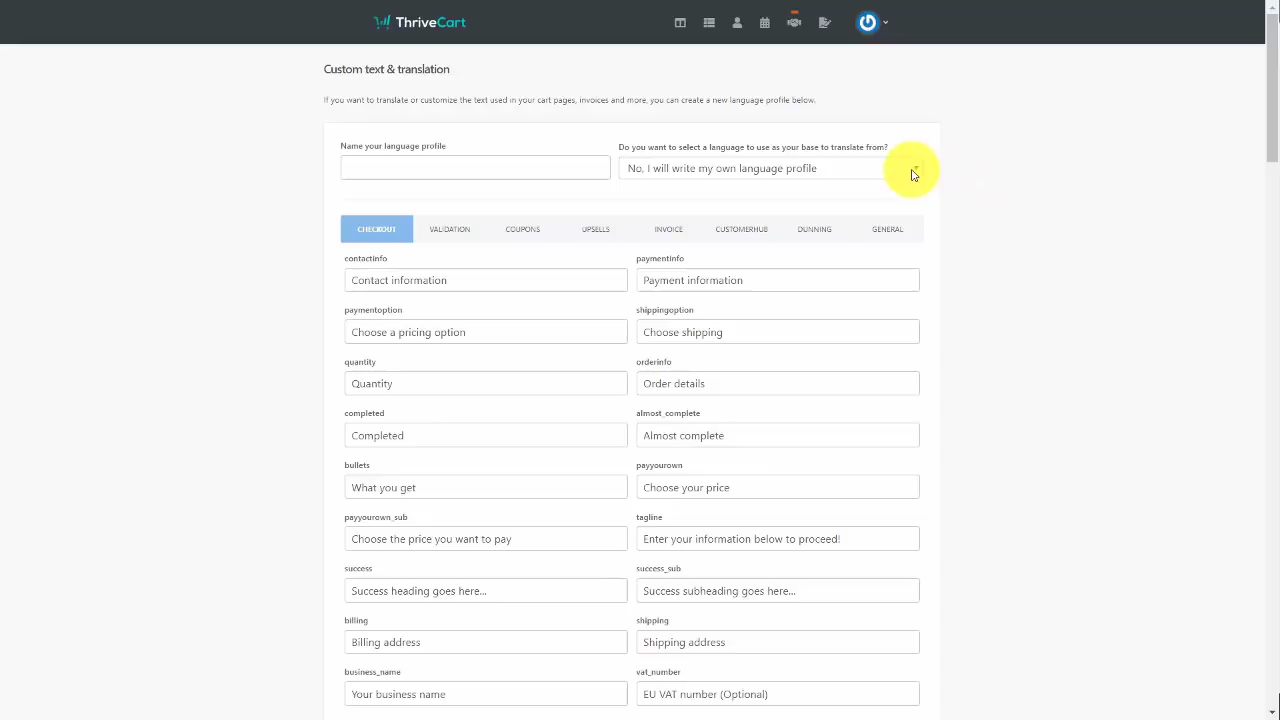 ThriveCart
Custom text & translation
If you want to translate or customize the text used in your cart pages, invoices and more, you can create a new language profile below.
Name your language profile
Do you want to select a language to use as your base to translate from?
No, I will write my own language profile
CHECKOUT VALIDATION COUPONS UPSELLS INVOICE CUSTOMERHUB DUNNING GENERAL
contactinfo paymentinfo
Contact information Payment information
paymentoption shippingoption
Choose a pricing option Choose shipping
quantity orderinfo
Quantity Order details
completed almost_complete
Completed Almost complete
bullets payyourown
What you get Choose your price
payyourown_sub tagline
Choose the price you want to pay Enter your information below to proceed!
success success_sub
Success heading goes here... Success subheading goes here...
billing shipping
Billing address Shipping address
business_name vat_number
Your business name EU VAT number (Optional)